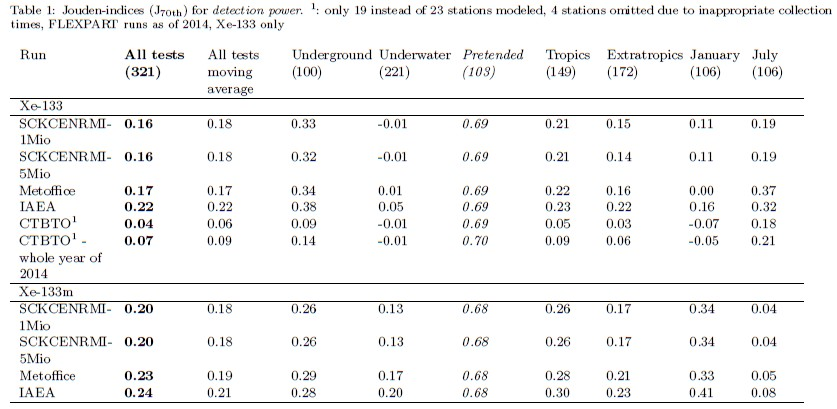 Table 1: Jouden-indices (J70th) for detection power. 1: only 19 instead of 23 stations modeled, 4 stations omitted due to inappropriate collection
times, FLEXPART runs as of 2014, Xe-133 only
Run All tests All tests Underground Underwater Pretended Tropics Extratropics January July
(321) moving (100) (221) (103) (149) (172) (106) (106)
average
Xe-133
SCKCENRMI- 0.16 0.18 0.33 -0.01 0.69 0.21 0.15 0.11 0.19
1Mio
SCKCENRMI- 0.16 0.18 0.32 -0.01 0.69 0.21 0.14 0.11 0.19
5Mio
Metoffice 0.17 0.17 0.34 0.01 0.69 0.22 0.16 0.00 0.37
IAEA 0.22 0.22 0.38 0.05 0.69 0.23 0.22 0.16 0.32
CTBTO1 0.04 0.06 0.09 -0.01 0.69 0.05 0.03 -0.07 0.18
CTBTO1 - 0.07 0.09 0.14 -0.01 0.70 0.09 0.06 -0.05 0.21
whole year of
2014
Xe-133m
SCKCENRMI- 0.20 0.18 0.26 0.13 0.68 0.26 0.17 0.34 0.04
1Mio
SCKCENRMI- 0.20 0.18 0.26 0.13 0.68 0.26 0.17 0.34 0.04
5Mio
Metoffice 0.23 0.19 0.29 0.17 0.68 0.28 0.21 0.33 0.05
IAEA 0.24 0.21 0.28 0.20 0.68 0.30 0.23 0.41 0.08